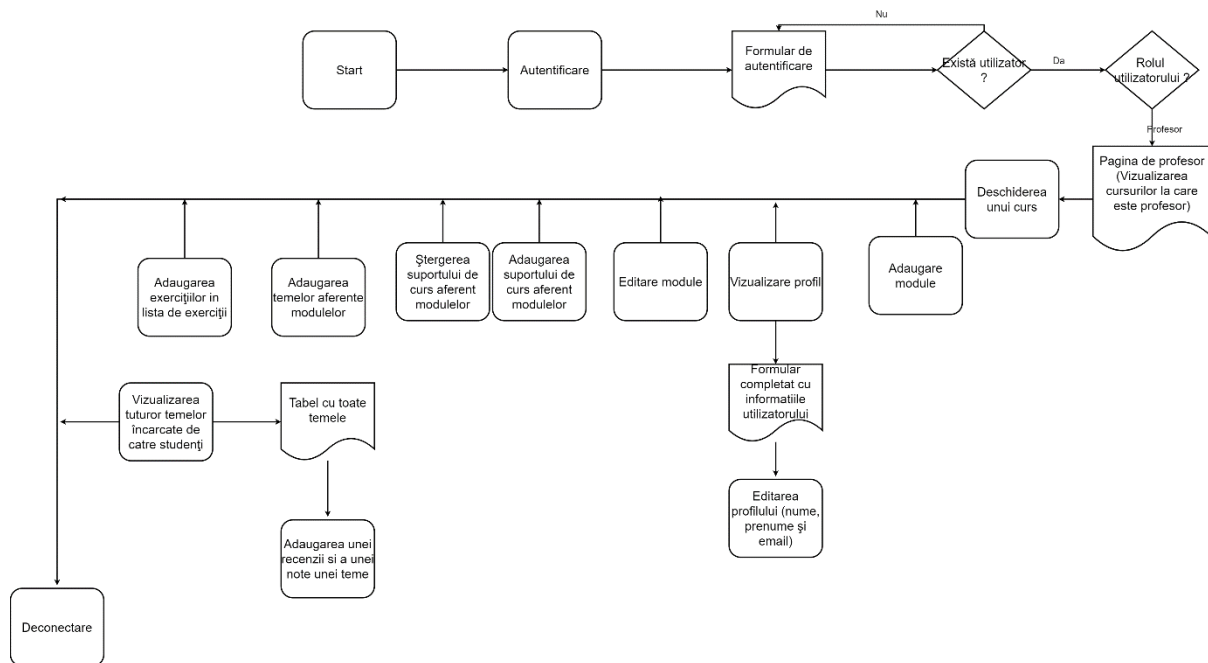 Nu
Start
Autentificare
Formular de
autentificare
Există utilizator
?
Da
Rolul
utilizatorului ?
Profesor
Pagina de profesor
(Vizualizarea
cursurilor la care
este profesor)
Deschiderea
unui curs
Adaugarea
exerciţiilor in
lista de exerciţii
Adaugarea
temelor aferente
modulelor
Ştergerea
suportului de
curs aferent
modulelor
Adaugarea
suportului de
curs aferent
modulelor
Editare module
Vizualizare profil
Adaugare
module
Vizualizarea
tuturor temelor
încarcate de
catre studenţi
Tabel cu toate
temele
Formular
completat cu
informatiile
utilizatorului
Editarea
profilului (nume,
prenume şi
email)
Adaugarea unei
recenzii si a unei
note unei teme
Deconectare